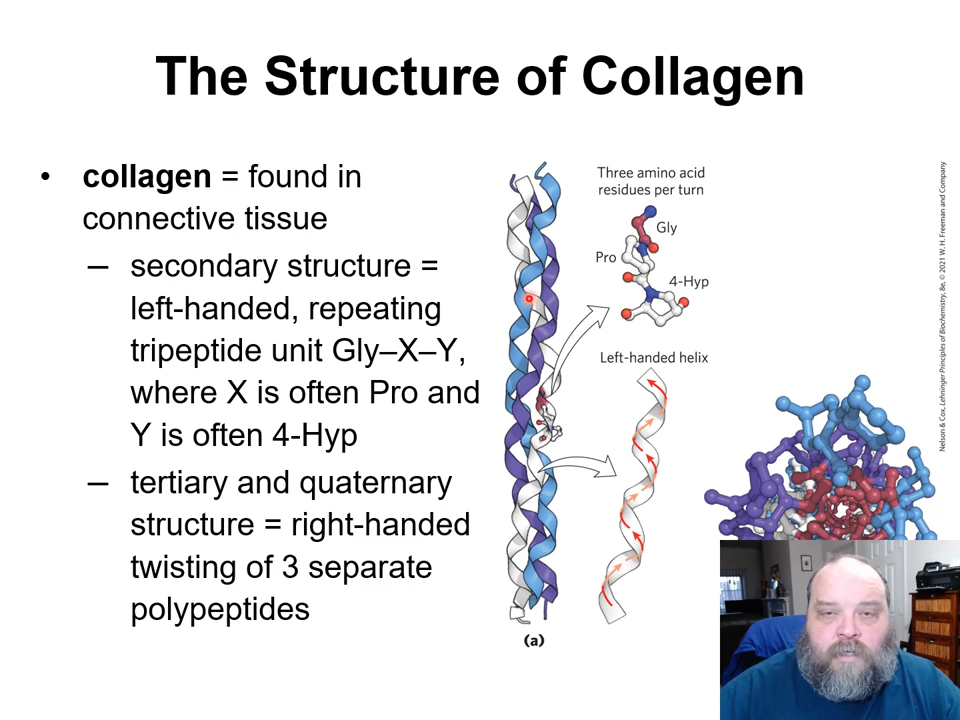 The Structure of Collagen
• collagen = found in
connective tissue
– secondary structure =
left-handed, repeating
tripeptide unit Gly–X–Y,
where X is often Pro and
Y is often 4-Hyp
– tertiary and quaternary
structure = right-handed
twisting of 3 separate
polypeptides
Three amino acid
residues per turn
Gly
Pro
4-Hyp
Left-handed helix
(a)
Nelson & Cox, Lehninger Principles of Biochemistry, 8e, © 2021 W. H. Freeman and Company